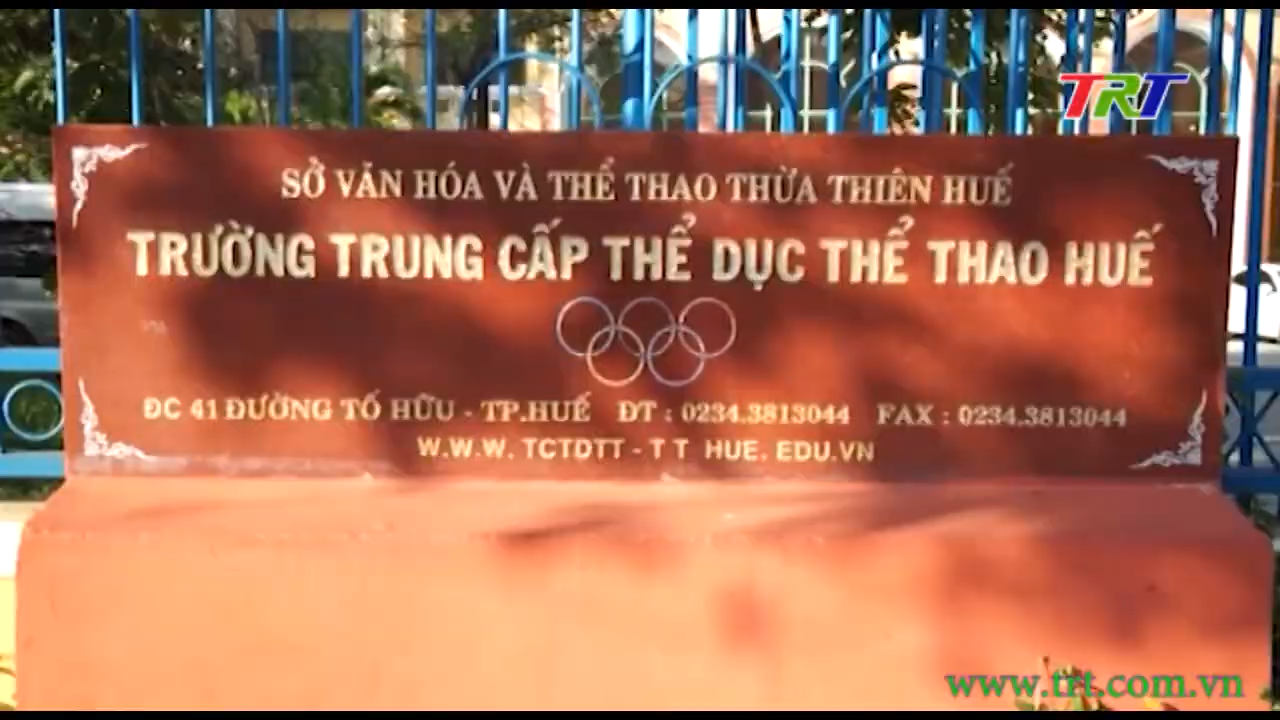 TRT
SỞ VĂN HÓA VÀ THỂ THAO THỪA THIÊN HUẾ
TRƯỜNG TRUNG CẤP THỂ DỤC THỂ THAO HUẾ
ĐC 41 ĐƯỜNG TỐ HỮU - TP.HUẾ ĐT : 0234.3813044 FAX : 0234.3813044
W.W.W. TCTDTT - T T HUE. EDU.VN
www.trt.com.vn